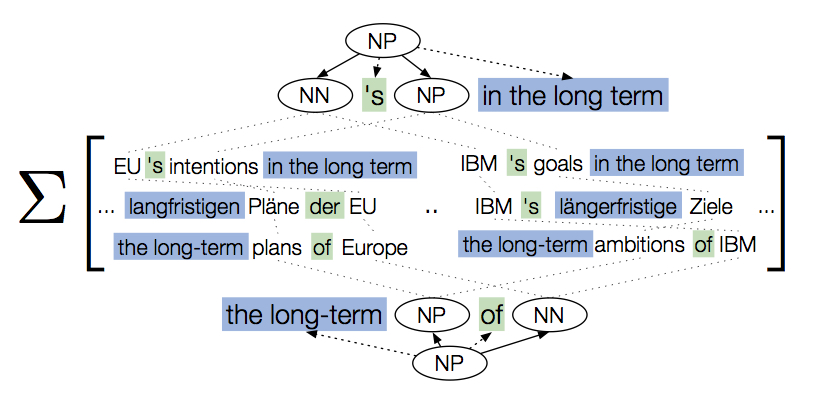 NP
NN 's NP in the long term
EU 's intentions in the long term IBM 's goals in the long term
∑ ... langfristigen Pläne der EU .. IBM 's längerfristige Ziele ...
the long-term plans of Europe the long-term ambitions of IBM
the long-term NP of NN
NP